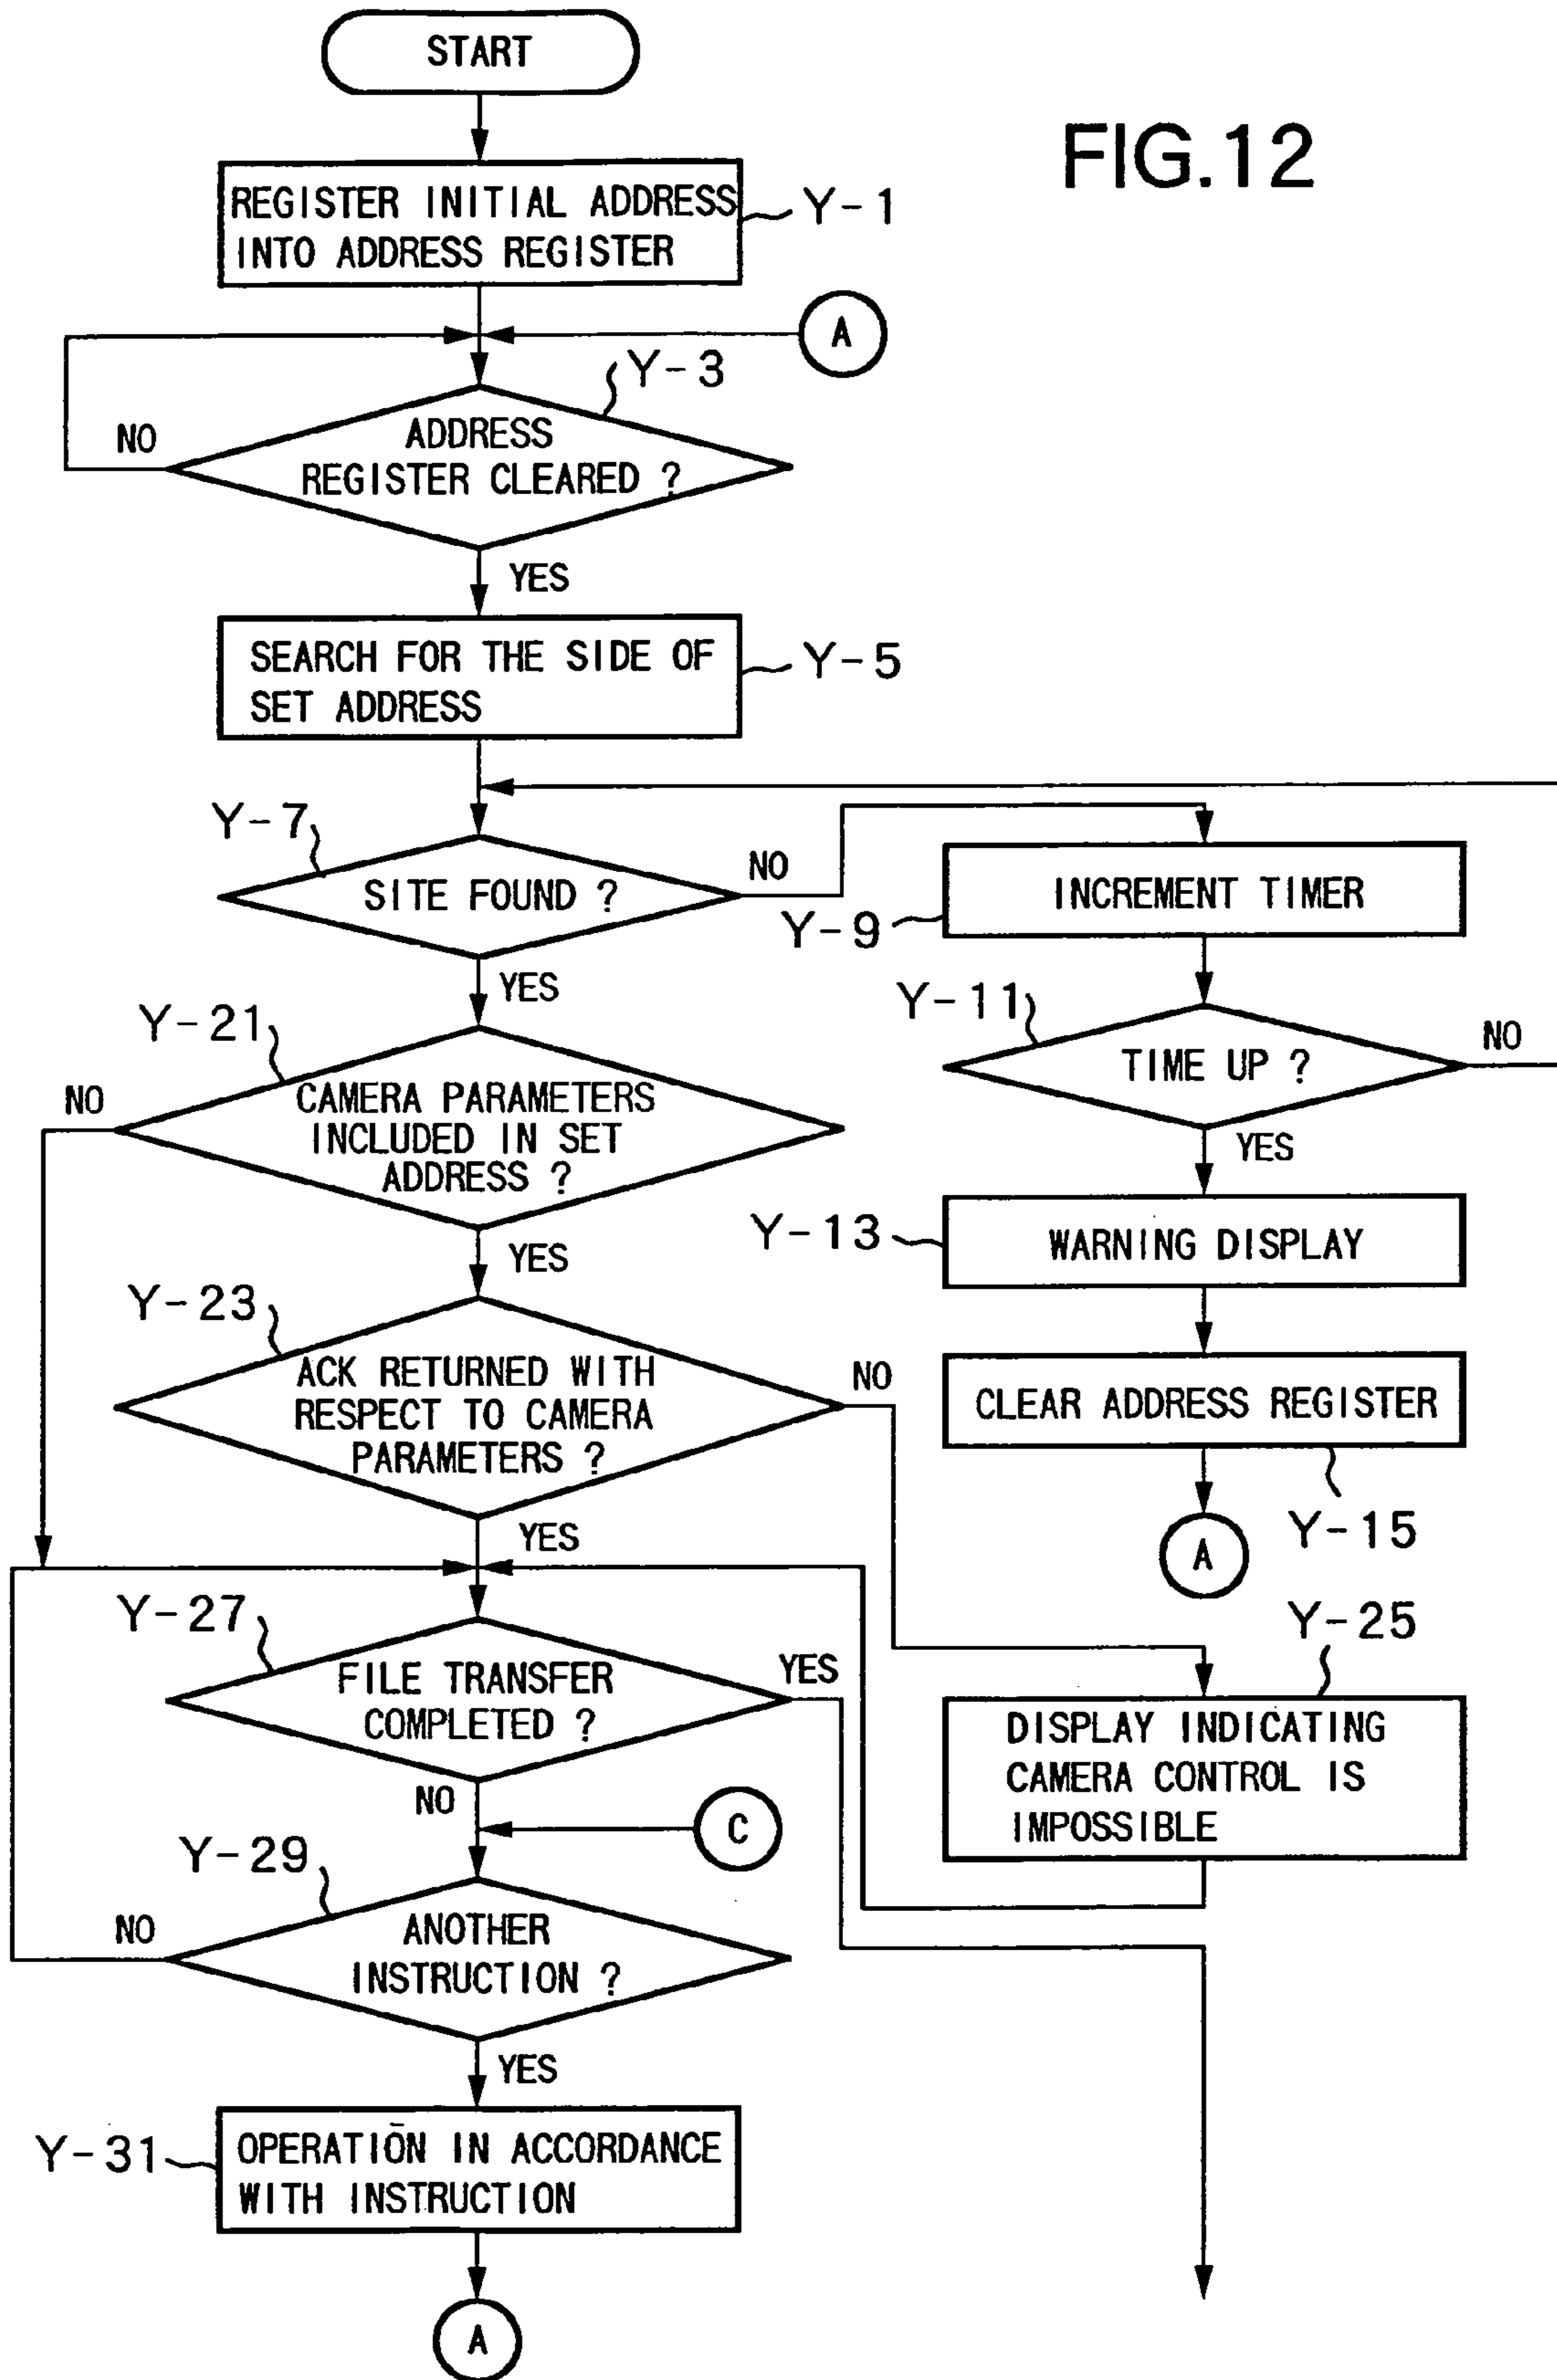 START
FIG.12
REGISTER INITIAL ADDRESS
INTO ADDRESS REGISTER
Y-1
A
Y-3
NO
ADDRESS
REGISTER CLEARED ?
YES
SEARCH FOR THE SIDE OF
SET ADDRESS
Y-5
Y-7
SITE FOUND ?
NO
INCREMENT TIMER
Y-9
YES
Y-11
TIME UP ?
NO
YES
Y-21
NO
CAMERA PARAMETERS
INCLUDED IN SET
ADDRESS ?
YES
Y-13
WARNING DISPLAY
Y-23
ACK RETURNED WITH
RESPECT TO CAMERA
PARAMETERS ?
NO
YES
CLEAR ADDRESS REGISTER
Y-15
A
Y-27
FILE TRANSFER
COMPLETED ?
YES
NO
Y-25
DISPLAY INDICATING
CAMERA CONTROL IS
IMPOSSIBLE
C
Y-29
NO
ANOTHER
INSTRUCTION ?
YES
Y-31
OPERATION IN ACCORDANCE
WITH INSTRUCTION
A